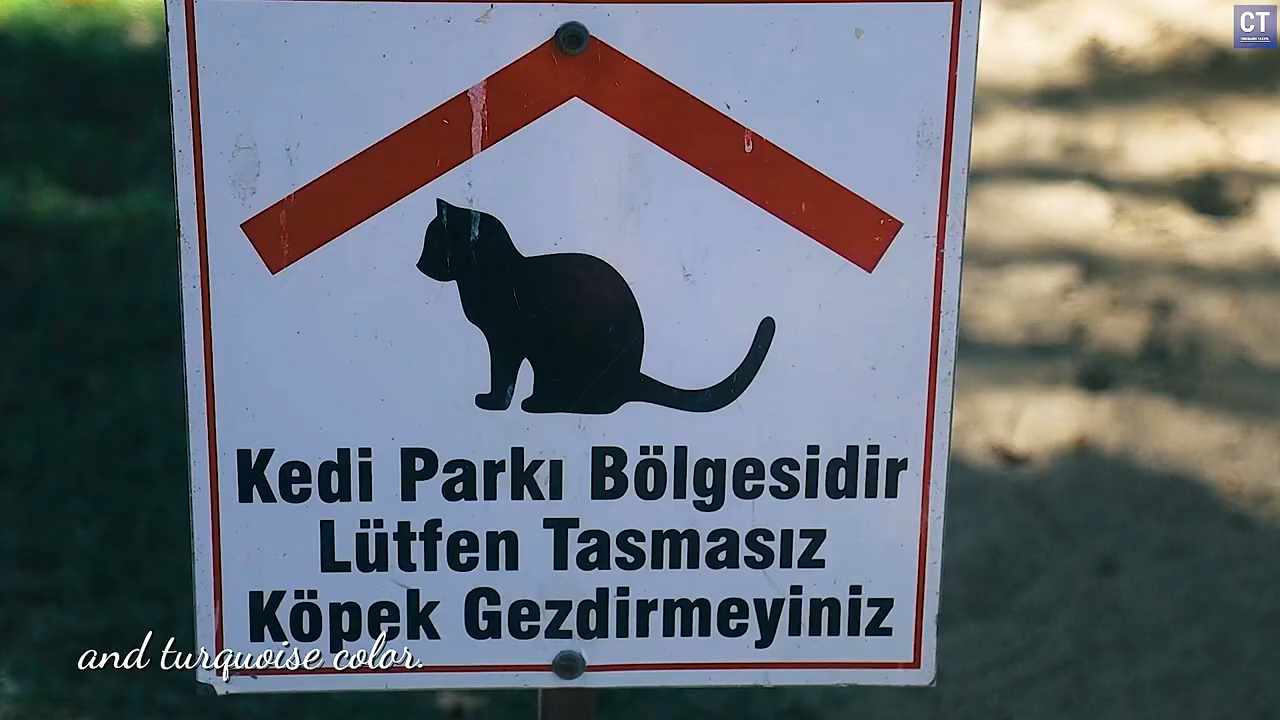 CT
Kedi Parkı Bölgesidir
Lütfen Tasmasız
Köpek Gezdirmeyiniz
and turquoise color.